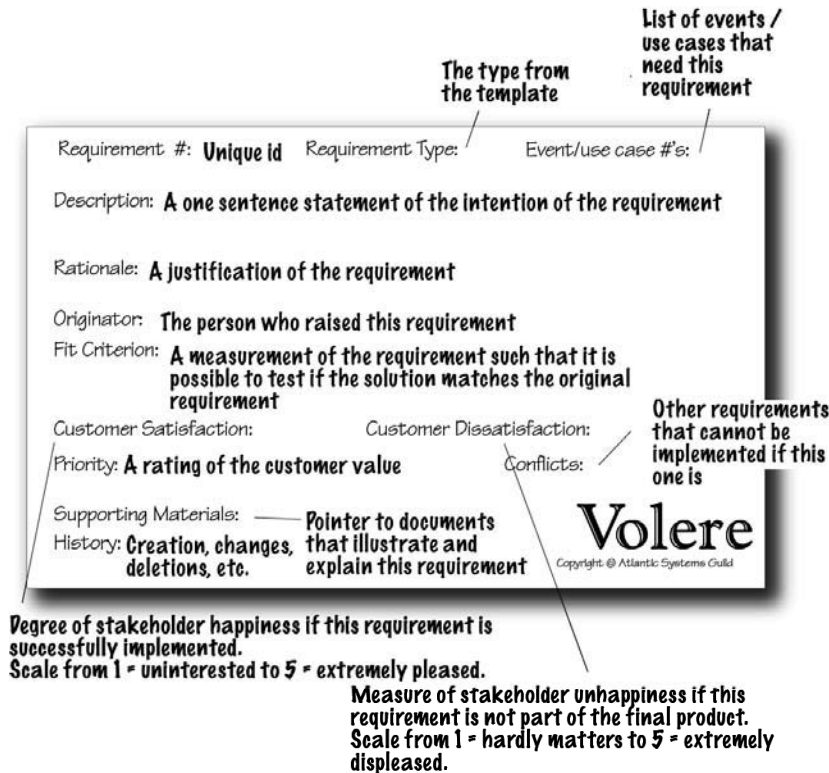 List of events /
use cases that
need this
requirement
The type from
the template
Requirement #: Unique id Requirement Type: Event/use case #'s:
Description: A one sentence statement of the intention of the requirement
Rationale: A justification of the requirement
Originator: The person who raised this requirement
Fit Criterion: A measurement of the requirement such that it is
possible to test if the solution matches the original
requirement
Other requirements
that cannot be
implemented if this
one is
Customer Satisfaction: Customer Dissatisfaction:
Priority: A rating of the customer value Conflicts:
Supporting Materials: Pointer to documents
that illustrate and
explain this requirement
History: Creation, changes,
deletions, etc.
Volere
Copyright @ Atlantic Systems Guild
Degree of stakeholder happiness if this requirement is
successfully implemented.
Scale from 1 = uninterested to 5 = extremely pleased.
Measure of stakeholder unhappiness if this
requirement is not part of the final product.
Scale from 1 = hardly matters to 5 = extremely
displeased.